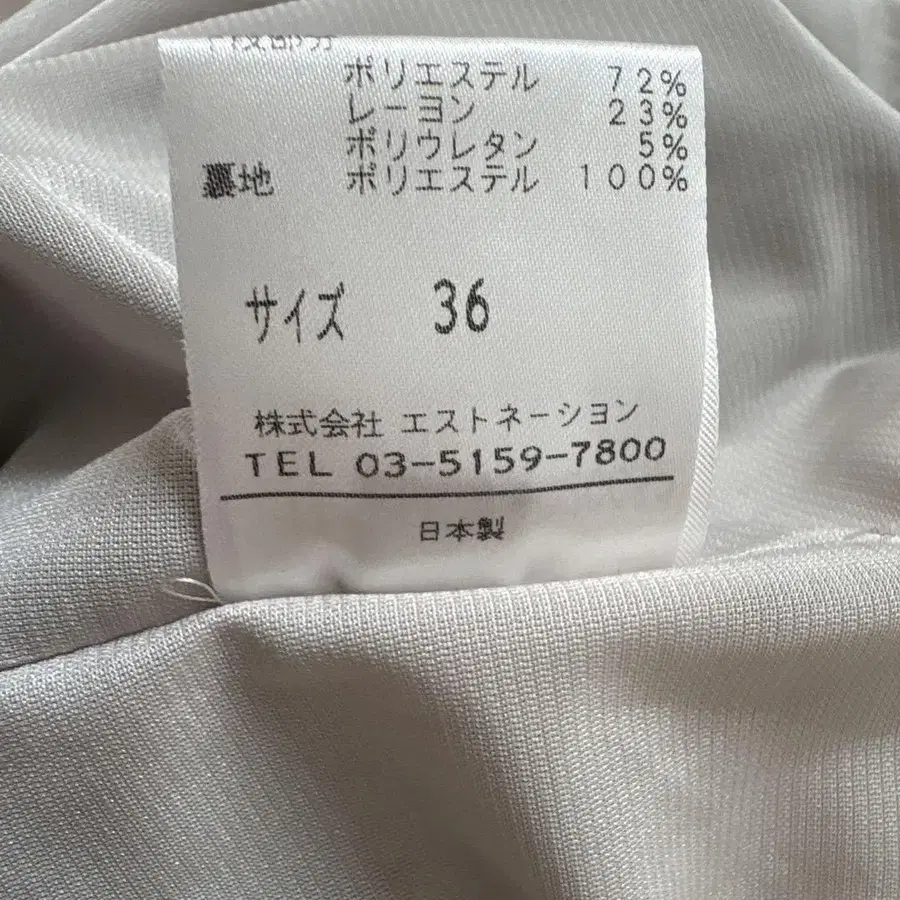 ポリエステル 72%
レーヨン 23%
ポリウレタン 5%
裏地 ポリエステル 100%
サイズ 36
株式会社 エストネーション
TEL 03-5159-7800
日本製